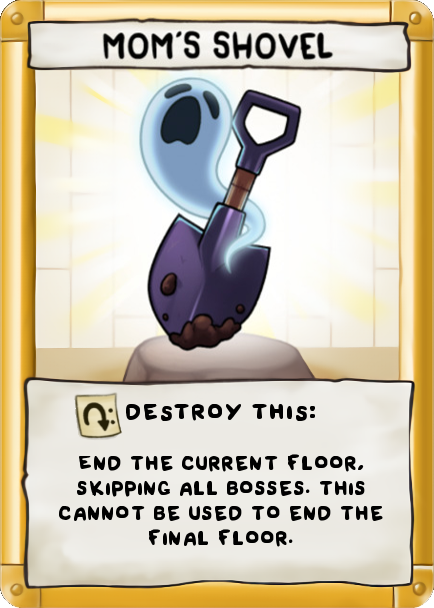 MOM'S SHOVEL
: DESTROY THIS:
END THE CURRENT FLOOR,
SKIPPING ALL BOSSES. THIS
CANNOT BE USED TO END THE
FINAL FLOOR.